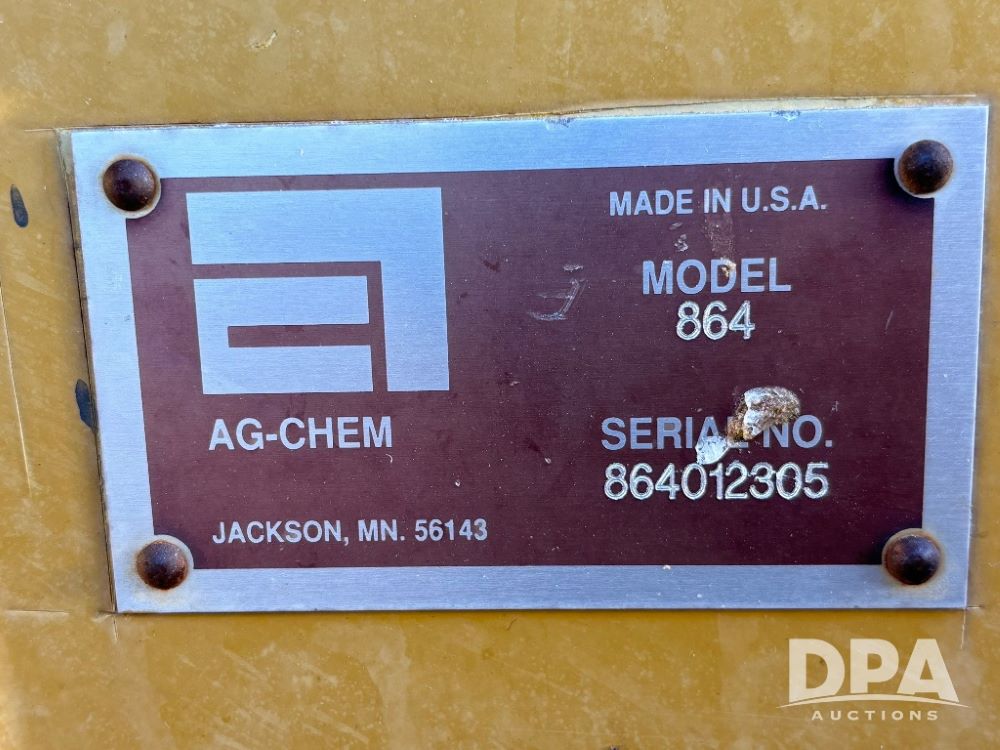 MADE IN U.S.A.
MODEL
864
AG-CHEM
SERIAL NO.
864012305
JACKSON, MN. 56143
DPA
AUCTIONS